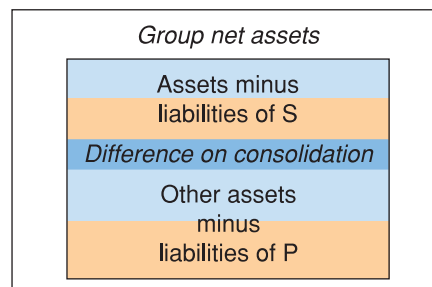 Group net assets
Assets minus
liabilities of S
Difference on consolidation
Other assets
minus
liabilities of P